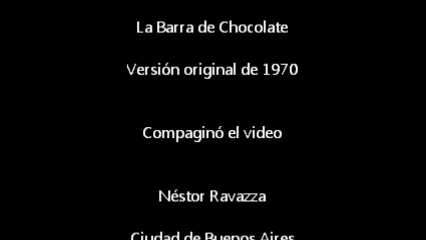 La Barra de Chocolate
Versión original de 1970
Compaginó el video
Néstor Ravazza
Ciudad de Buenos Aires